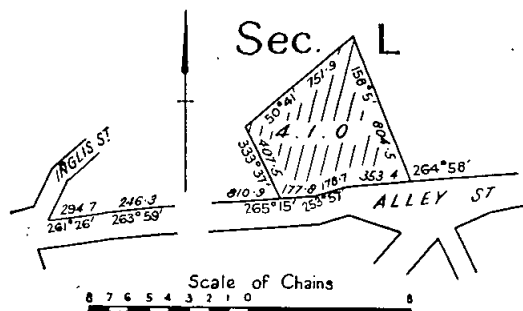 Sec. L
751.9'
50°41'
158°5'
4.1.0
INGLIS ST.
407.5
333°37'
804.5
294.7 246.3 810.9 177.8 178.7 353.4 264°58'
261°26' 263°59' 265°15' 253°57'
ALLEY ST
Scale of Chains
8 7 6 5 4 3 2 1 0 8